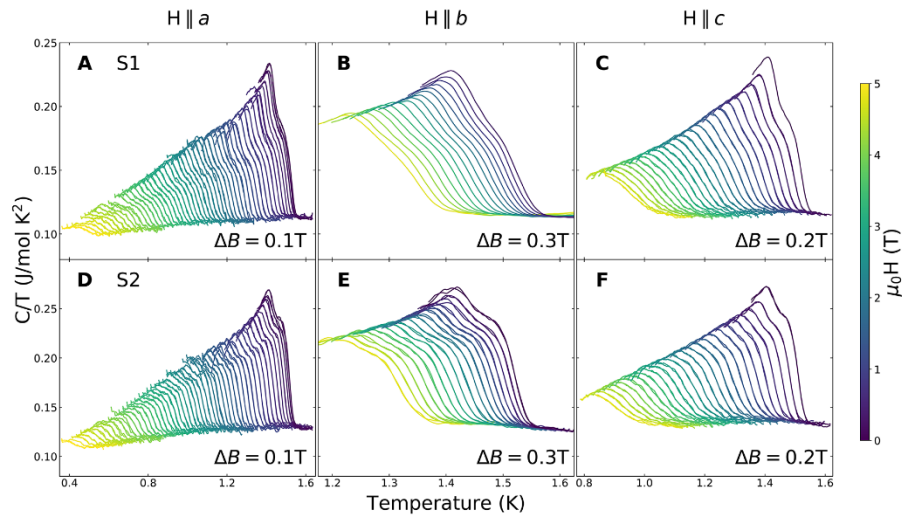 H ∥ a
H ∥ b
H ∥ c
A S1
B
C
0.25
0.20
0.15
0.10
ΔB = 0.1T
ΔB = 0.3T
ΔB = 0.2T
C/T (J/mol K²)
D S2
E
F
0.25
0.20
0.15
0.10
ΔB = 0.1T
ΔB = 0.3T
ΔB = 0.2T
0.4 0.8 1.2 1.6
1.2 1.3 1.4 1.5 1.6
0.8 1.0 1.2 1.4 1.6
Temperature (K)
5
4
3
2
1
0
μ₀H (T)